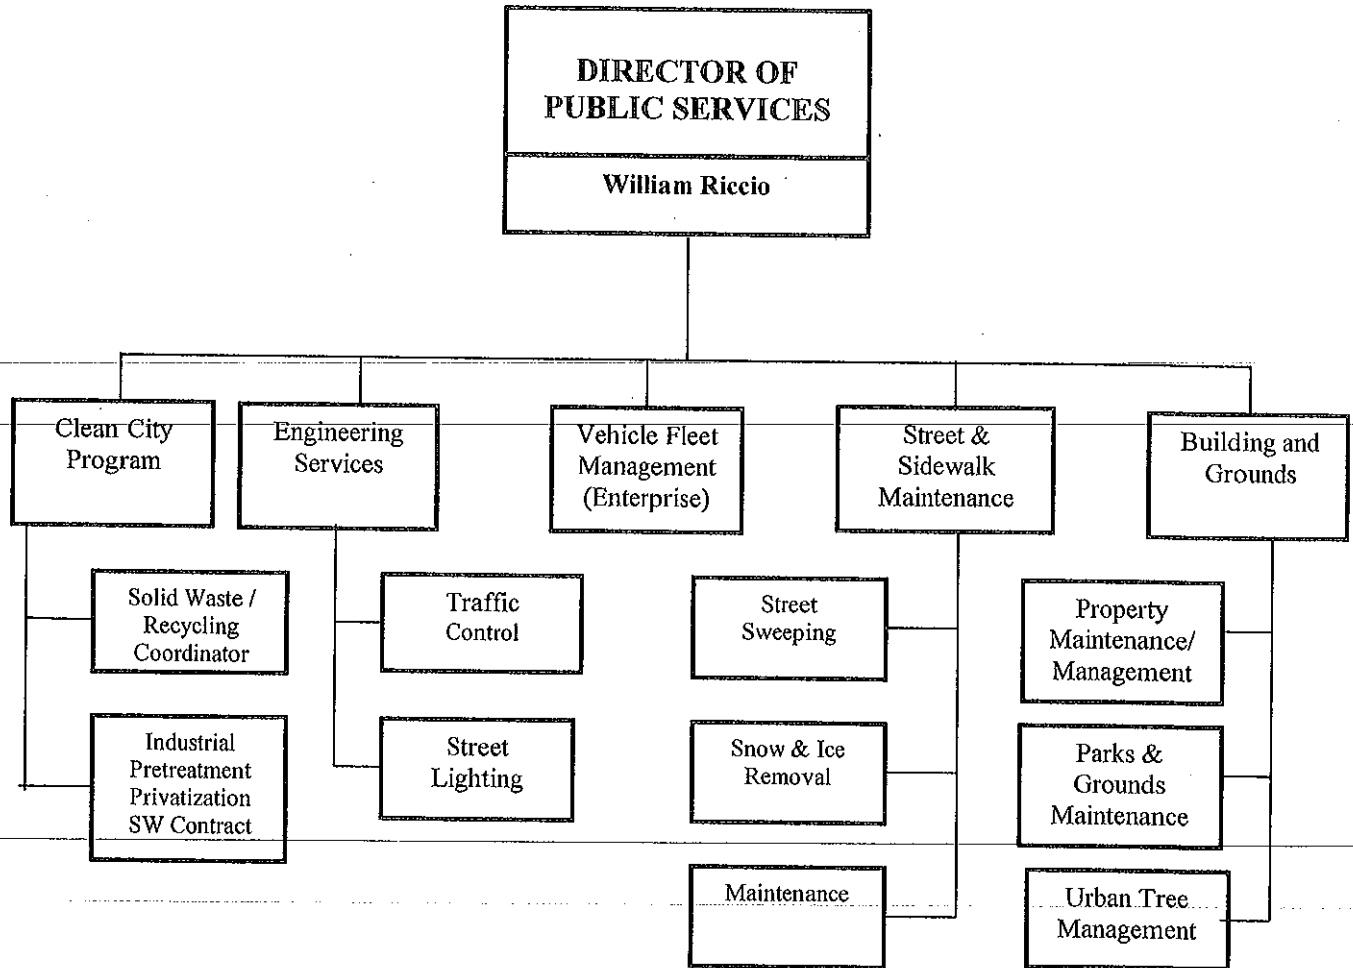 DIRECTOR OF
PUBLIC SERVICES
William Riccio
Clean City
Program
Engineering
Services
Vehicle Fleet
Management
(Enterprise)
Street &
Sidewalk
Maintenance
Building and
Grounds
Solid Waste /
Recycling
Coordinator
Industrial
Pretreatment
Privatization
SW Contract
Traffic
Control
Street
Lighting
Street
Sweeping
Snow & Ice
Removal
Maintenance
Property
Maintenance/
Management
Parks &
Grounds
Maintenance
Urban Tree
Management